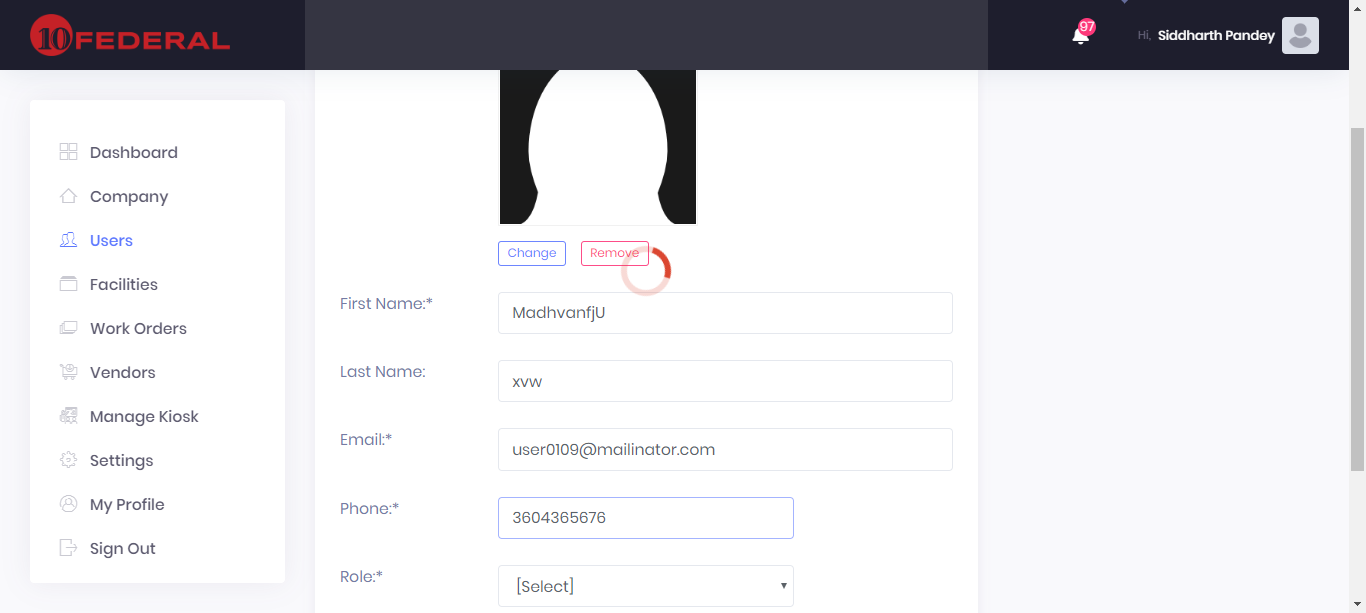 10 FEDERAL
97
Hi, Siddharth Pandey
Dashboard
Company
Users
Facilities
Work Orders
Vendors
Manage Kiosk
Settings
My Profile
Sign Out
Change Remove
First Name:* MadhvanfjU
Last Name: xvw
Email:* user0109@mailinator.com
Phone:* 3604365676
Role:* [Select]